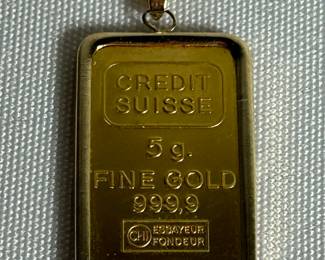 CREDIT
SUISSE
5 g.
FINE GOLD
999,9
CHI ESSAYEUR
FONDEUR